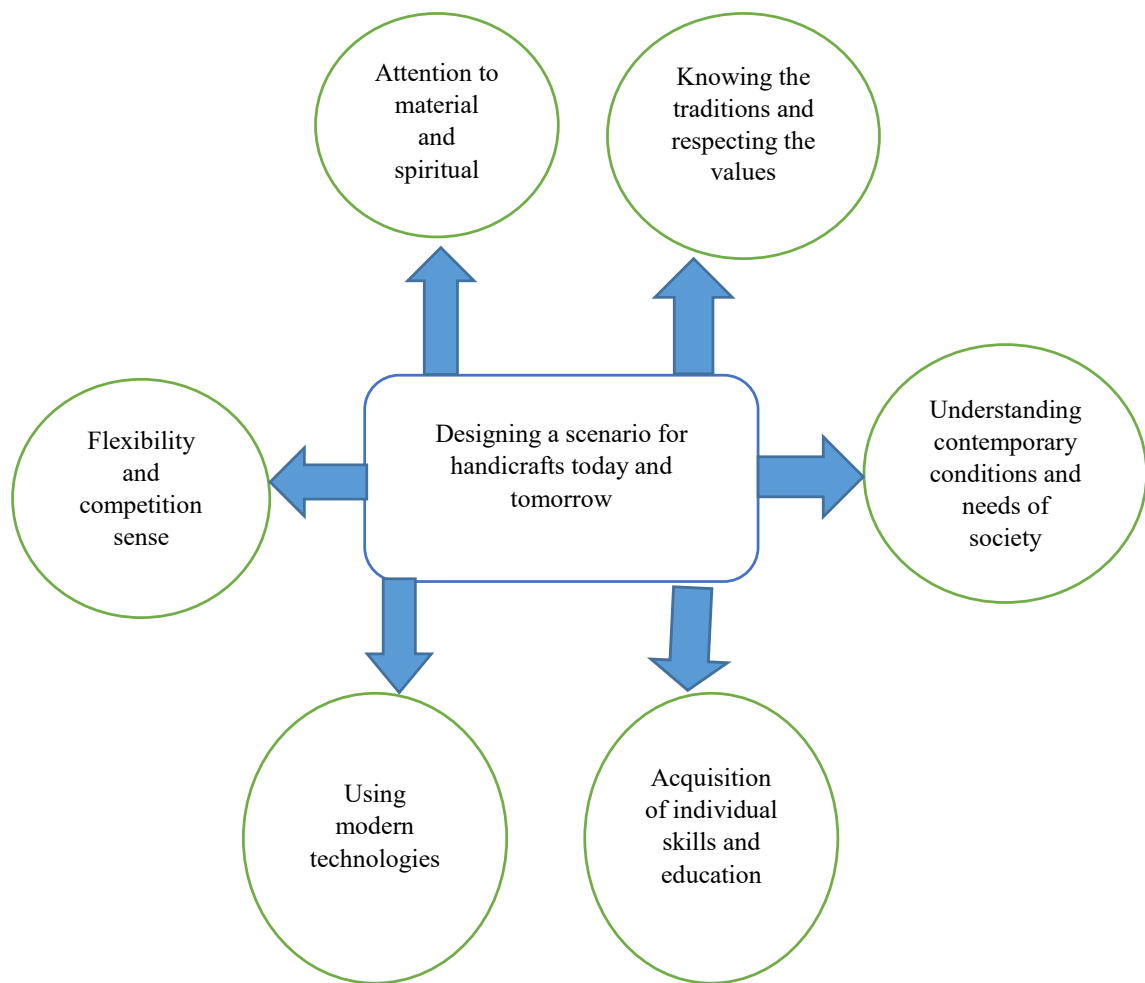 Attention to
material
and
spiritual
Knowing the
traditions and
respecting the
values
Designing a scenario for
handicrafts today and
tomorrow
Understanding
contemporary
conditions and
needs of
society
Flexibility
and
competition
sense
Using
modern
technologies
Acquisition
of individual
skills and
education